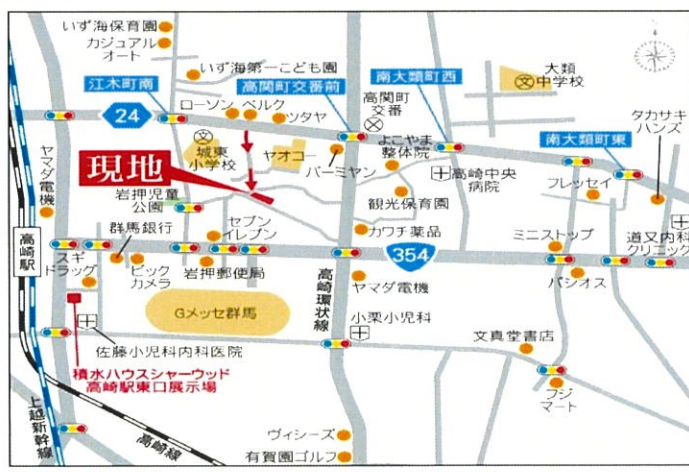 いず海保育園
カジュアル
オート
いず海第一こども園
江木町南
高関町交番前
南大類町西
大類
中学校
文
24
ローソン
ベルク
ツタヤ
高関町
交番
タカサキ
ハンズ
文
城東
小学校
ヤオコー
バーミヤン
よこやま
整体院
南大類町東
ヤマダ電機
現地
高崎中央
病院
フレッセイ
岩押児童
公園
観光保育園
セブン
イレブン
カワチ薬品
ミニストップ
道又内科
クリニック
高崎駅
群馬銀行
354
スギ
ドラッグ
ビック
カメラ
岩押郵便局
高崎環状線
ヤマダ電機
パシオス
Gメッセ群馬
小栗小児科
文真堂書店
佐藤小児科内科医院
積水ハウスシャーウッド
高崎駅東口展示場
フジ
マート
上越新幹線
高崎線
ヴィシーズ
有賀園ゴルフ